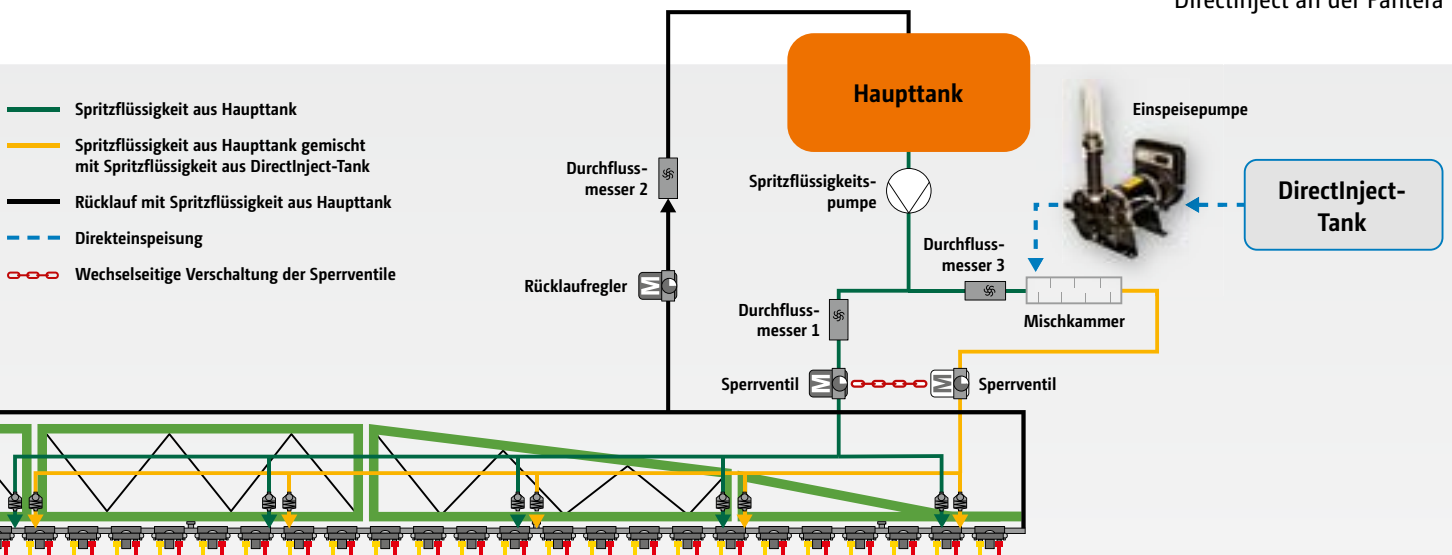 DirectInject an der Pantera
Haupttank
Spritzflüssigkeit aus Haupttank
Spritzflüssigkeit aus Haupttank gemischt
mit Spritzflüssigkeit aus DirectInject-Tank
Rücklauf mit Spritzflüssigkeit aus Haupttank
Direkteinspeisung
Wechselseitige Verschaltung der Sperrventile
Durchfluss-
messer 2
Rücklaufregler
M
Spritzflüssigkeits-
pumpe
Einspeisepumpe
DirectInject-
Tank
Durchfluss-
messer 3
Mischkammer
Durchfluss-
messer 1
Sperrventil
M
M
Sperrventil